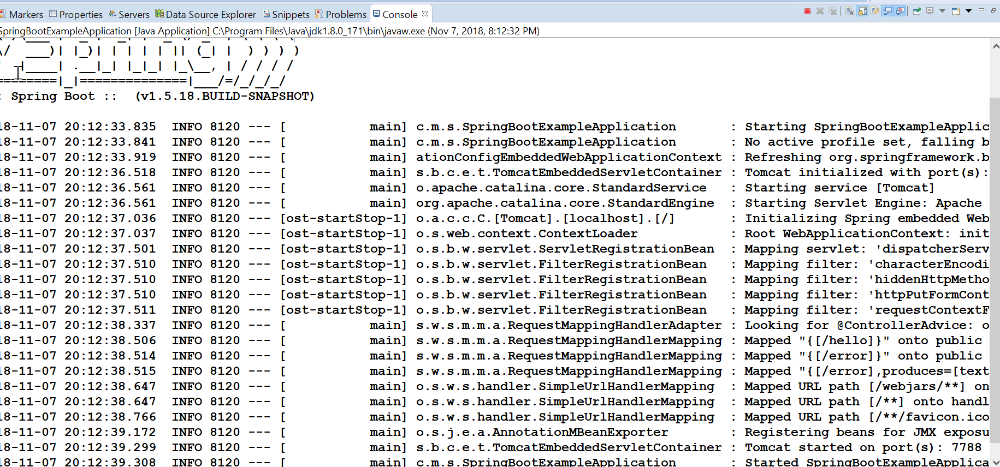 Markers Properties Servers Data Source Explorer Snippets Problems Console
SpringBootExampleApplication [Java Application] C:\Program Files\Java\jdk1.8.0_171\bin\javaw.exe (Nov 7, 2018, 8:12:32 PM)
\/  ___)| |_)| | | | | || (_| |  ) ) ) )
'  |____| .__|_| |_|_| |_\__, | / / / /
========|_|==============|___/=/_/_/_/
: Spring Boot ::  (v1.5.18.BUILD-SNAPSHOT)
18-11-07 20:12:33.835  INFO 8120 --- [           main] c.m.s.SpringBootExampleApplication       : Starting SpringBootExampleApplic
18-11-07 20:12:33.841  INFO 8120 --- [           main] c.m.s.SpringBootExampleApplication       : No active profile set, falling b
18-11-07 20:12:33.919  INFO 8120 --- [           main] ationConfigEmbeddedWebApplicationContext : Refreshing org.springframework.b
18-11-07 20:12:36.518  INFO 8120 --- [           main] s.b.c.e.t.TomcatEmbeddedServletContainer : Tomcat initialized with port(s):
18-11-07 20:12:36.561  INFO 8120 --- [           main] o.apache.catalina.core.StandardService   : Starting service [Tomcat]
18-11-07 20:12:36.561  INFO 8120 --- [           main] org.apache.catalina.core.StandardEngine  : Starting Servlet Engine: Apache
18-11-07 20:12:37.036  INFO 8120 --- [ost-startStop-1] o.a.c.c.C.[Tomcat].[localhost].[/]       : Initializing Spring embedded Web
18-11-07 20:12:37.037  INFO 8120 --- [ost-startStop-1] o.s.web.context.ContextLoader            : Root WebApplicationContext: init
18-11-07 20:12:37.501  INFO 8120 --- [ost-startStop-1] o.s.b.w.servlet.ServletRegistrationBean  : Mapping servlet: 'dispatcherServ
18-11-07 20:12:37.510  INFO 8120 --- [ost-startStop-1] o.s.b.w.servlet.FilterRegistrationBean   : Mapping filter: 'characterEncodi
18-11-07 20:12:37.510  INFO 8120 --- [ost-startStop-1] o.s.b.w.servlet.FilterRegistrationBean   : Mapping filter: 'hiddenHttpMetho
18-11-07 20:12:37.510  INFO 8120 --- [ost-startStop-1] o.s.b.w.servlet.FilterRegistrationBean   : Mapping filter: 'httpPutFormCont
18-11-07 20:12:37.511  INFO 8120 --- [ost-startStop-1] o.s.b.w.servlet.FilterRegistrationBean   : Mapping filter: 'requestContextF
18-11-07 20:12:38.337  INFO 8120 --- [           main] s.w.s.m.m.a.RequestMappingHandlerAdapter : Looking for @ControllerAdvice: o
18-11-07 20:12:38.506  INFO 8120 --- [           main] s.w.s.m.m.a.RequestMappingHandlerMapping : Mapped "{[/hello]}" onto public
18-11-07 20:12:38.514  INFO 8120 --- [           main] s.w.s.m.m.a.RequestMappingHandlerMapping : Mapped "{[/error]}" onto public
18-11-07 20:12:38.515  INFO 8120 --- [           main] s.w.s.m.m.a.RequestMappingHandlerMapping : Mapped "{[/error],produces=[text
18-11-07 20:12:38.647  INFO 8120 --- [           main] o.s.w.s.handler.SimpleUrlHandlerMapping  : Mapped URL path [/webjars/**] on
18-11-07 20:12:38.647  INFO 8120 --- [           main] o.s.w.s.handler.SimpleUrlHandlerMapping  : Mapped URL path [/**] onto handl
18-11-07 20:12:38.766  INFO 8120 --- [           main] o.s.w.s.handler.SimpleUrlHandlerMapping  : Mapped URL path [/**/favicon.ico
18-11-07 20:12:39.172  INFO 8120 --- [           main] o.s.j.e.a.AnnotationMBeanExporter        : Registering beans for JMX exposu
18-11-07 20:12:39.299  INFO 8120 --- [           main] s.b.c.e.t.TomcatEmbeddedServletContainer : Tomcat started on port(s): 7788
18-11-07 20:12:39.308  INFO 8120 --- [           main] c.m.s.SpringBootExampleApplication       : Started SpringBootExampleApplica